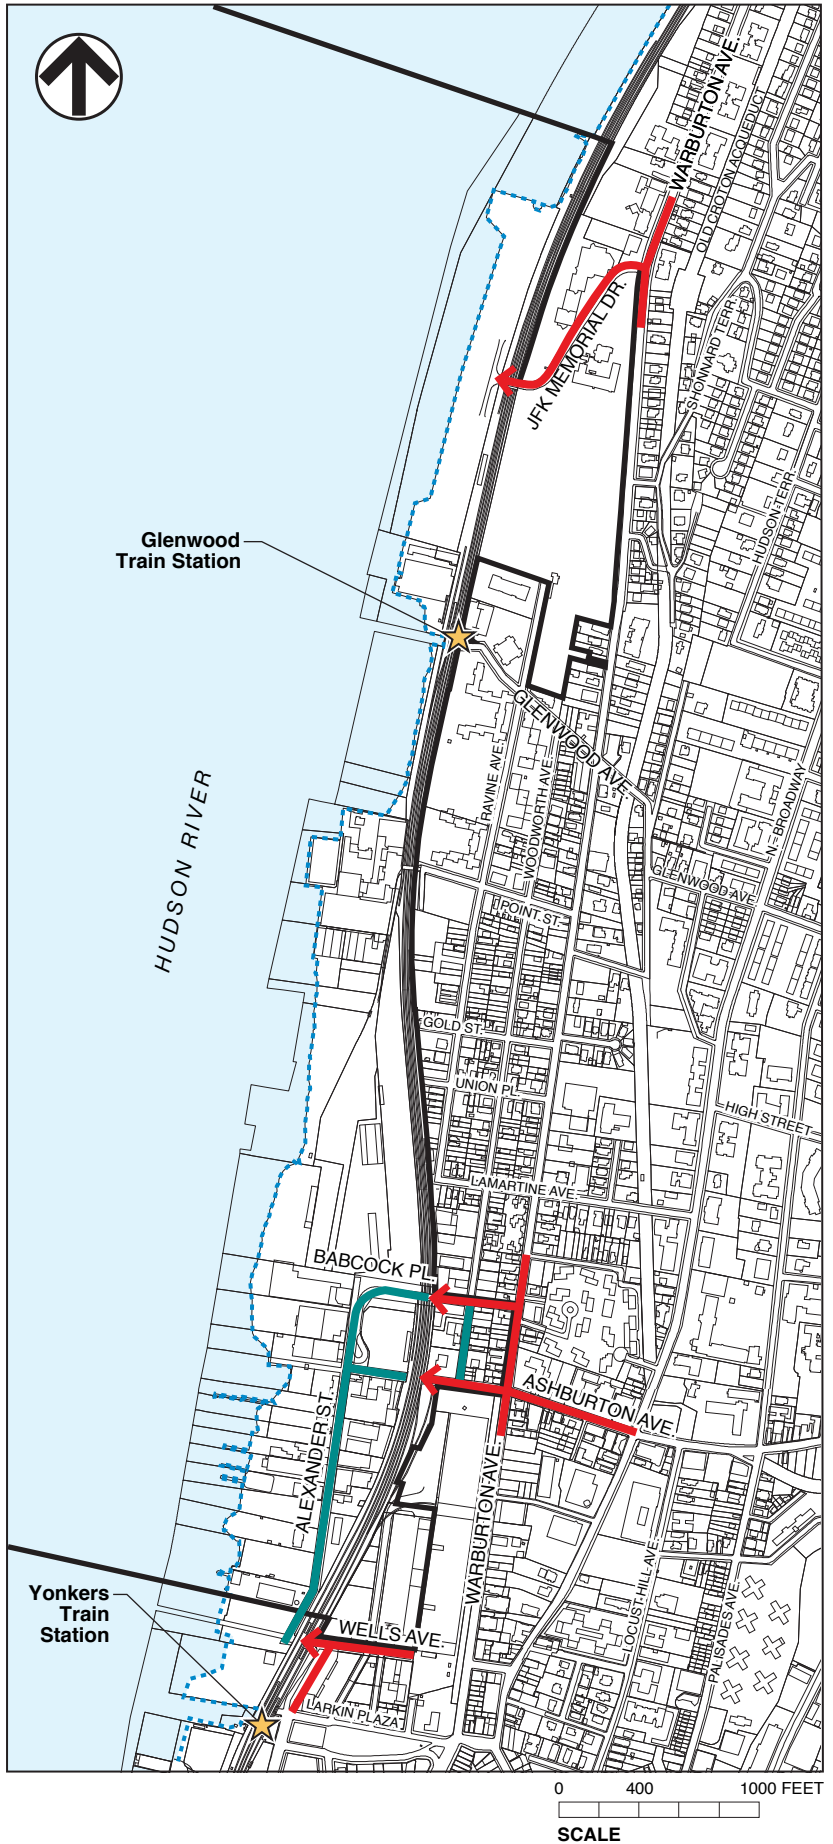 WARBURTON AVE.
OLD CROTON ACQUEDUCT
JFK MEMORIAL DR.
SHONNARD TERR.
HUDSON TERR.
Glenwood
Train Station
GLENWOOD AVE.
RAVINE AVE.
WOODWORTH AVE.
N. BROADWAY
HUDSON RIVER
GLENWOOD AVE
POINT ST.
GOLD ST.
UNION PL.
HIGH STREET
LAMARTINE AVE.
BABCOCK PL.
ASHBURTON AVE.
ALEXANDER ST.
WARBURTON AVE.
LOCUST HILL AVE.
PALISADES AVE.
Yonkers
Train
Station
WELLS AVE.
LARKIN PLAZA
0 400 1000 FEET
SCALE